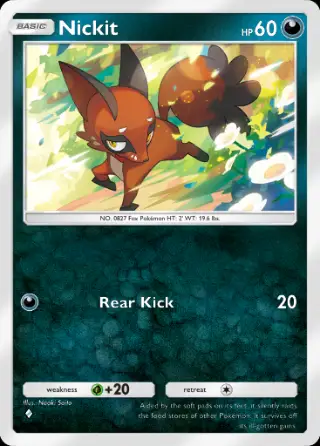 BASIC Nickit HP 60
NO. 0827 Fox Pokémon HT: 2' WT: 19.6 lbs.
Rear Kick 20
weakness +20 retreat
Illus. Naoki Saito
Aided by the soft pads on its feet, it silently raids
the food stores of other Pokémon. It survives off
its ill-gotten gains.